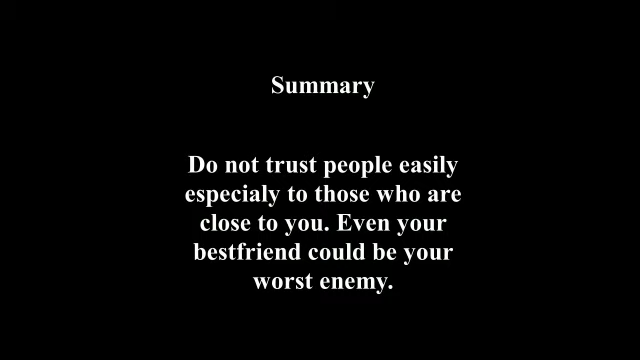 Summary
Do not trust people easily
especialy to those who are
close to you. Even your
bestfriend could be your
worst enemy.